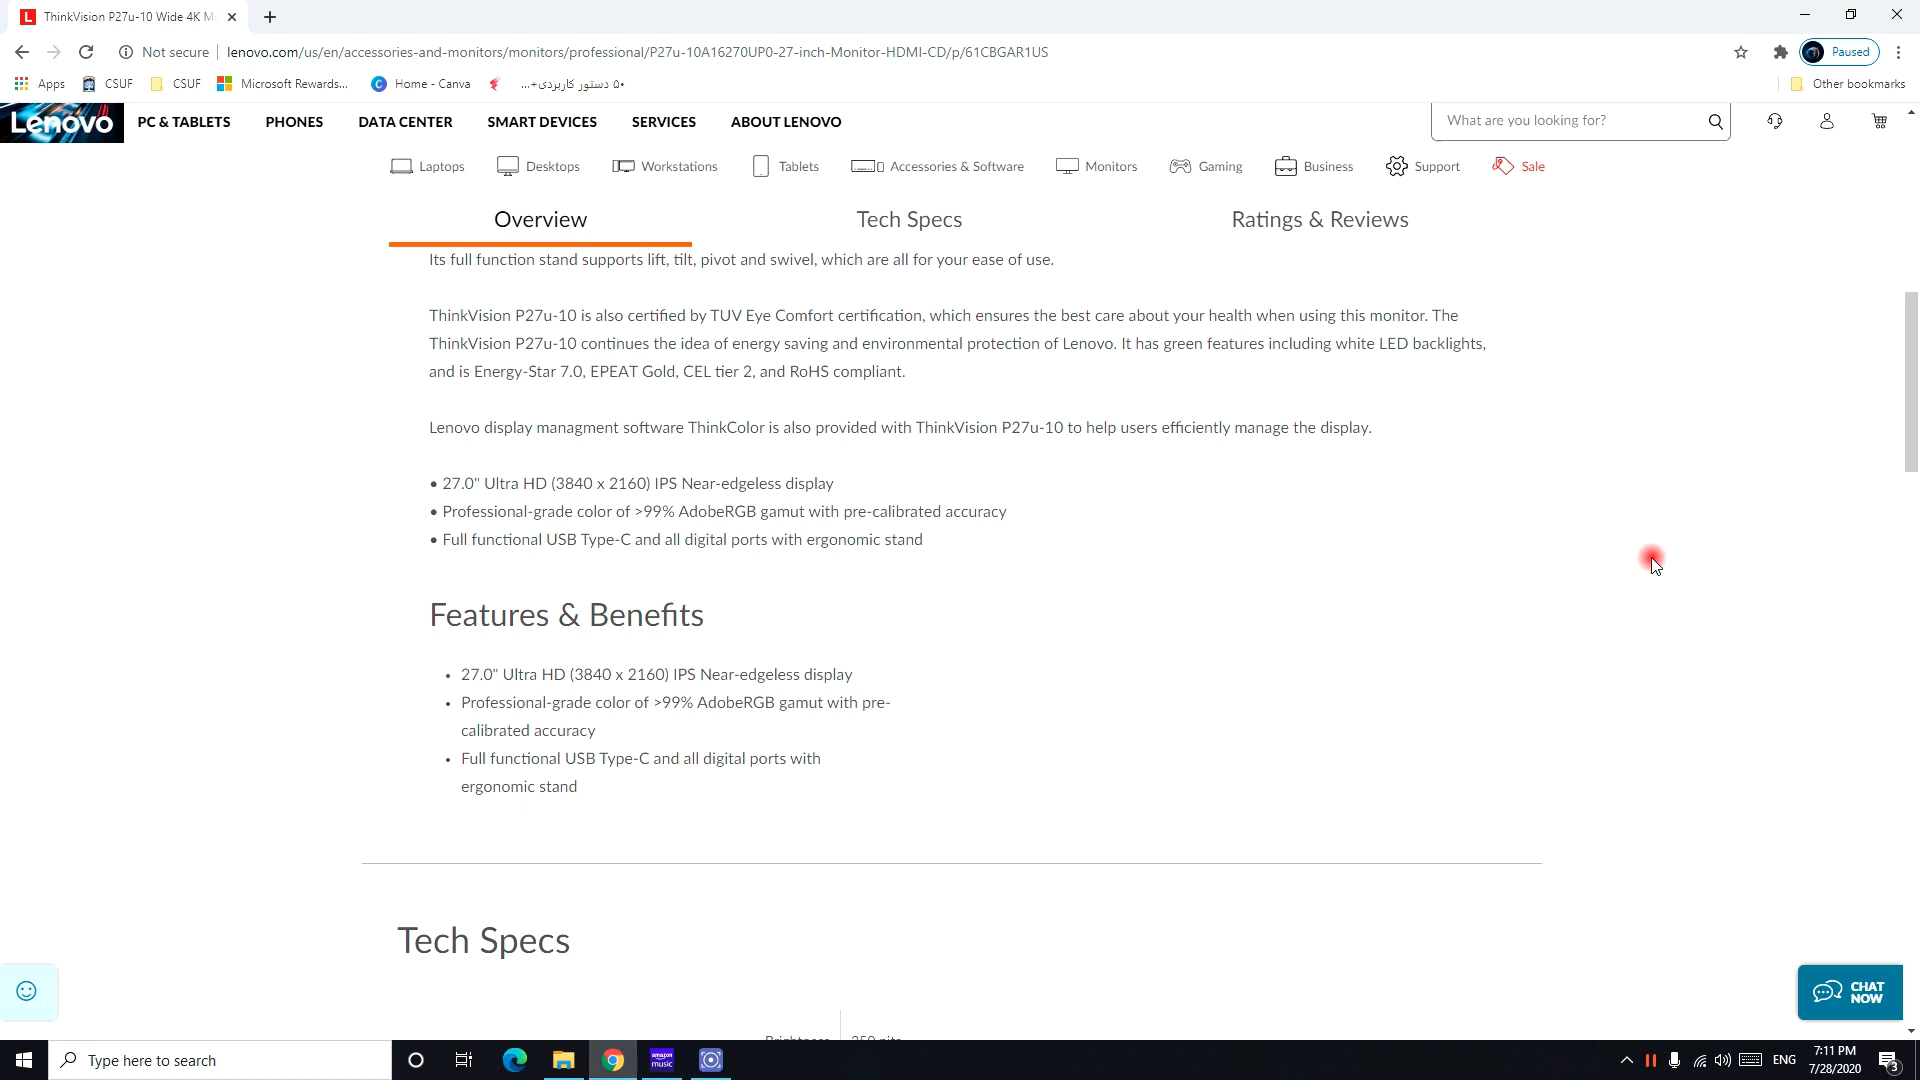 ThinkVision P27u-10 Wide 4K M
Not secure
lenovo.com/us/en/accessories-and-monitors/monitors/professional/P27u-10A16270UP0-27-inch-Monitor-HDMI-CD/p/61CBGAR1US
Paused
Apps
CSUF
CSUF
Microsoft Rewards...
Home - Canva
۵۰ دستور کاربردی+...
Other bookmarks
Lenovo
PC & TABLETS
PHONES
DATA CENTER
SMART DEVICES
SERVICES
ABOUT LENOVO
What are you looking for?
Laptops
Desktops
Workstations
Tablets
Accessories & Software
Monitors
Gaming
Business
Support
Sale
Overview
Tech Specs
Ratings & Reviews
Its full function stand supports lift, tilt, pivot and swivel, which are all for your ease of use.
ThinkVision P27u-10 is also certified by TUV Eye Comfort certification, which ensures the best care about your health when using this monitor. The
ThinkVision P27u-10 continues the idea of energy saving and environmental protection of Lenovo. It has green features including white LED backlights,
and is Energy-Star 7.0, EPEAT Gold, CEL tier 2, and RoHS compliant.
Lenovo display managment software ThinkColor is also provided with ThinkVision P27u-10 to help users efficiently manage the display.
• 27.0" Ultra HD (3840 x 2160) IPS Near-edgeless display
• Professional-grade color of >99% AdobeRGB gamut with pre-calibrated accuracy
• Full functional USB Type-C and all digital ports with ergonomic stand
Features & Benefits
• 27.0" Ultra HD (3840 x 2160) IPS Near-edgeless display
• Professional-grade color of >99% AdobeRGB gamut with pre-
calibrated accuracy
• Full functional USB Type-C and all digital ports with
ergonomic stand
Tech Specs
CHAT
NOW
Brightness
350 nits
Type here to search
amazon
music
ENG
7:11 PM
7/28/2020
3